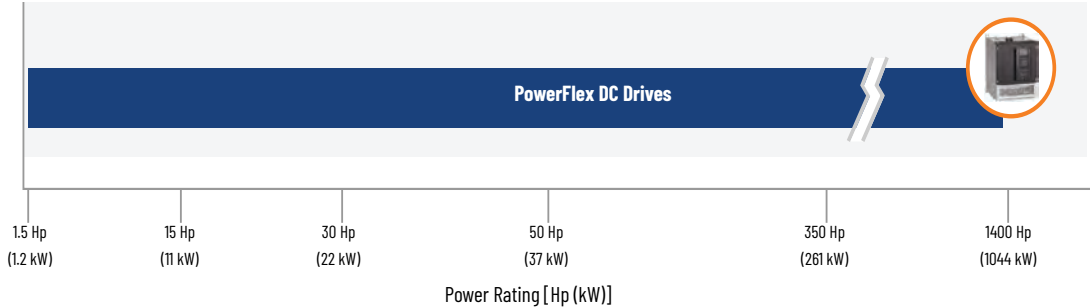 PowerFlex DC Drives
1.5 Hp
(1.2 kW)
15 Hp
(11 kW)
30 Hp
(22 kW)
50 Hp
(37 kW)
350 Hp
(261 kW)
1400 Hp
(1044 kW)
Power Rating [Hp (kW)]